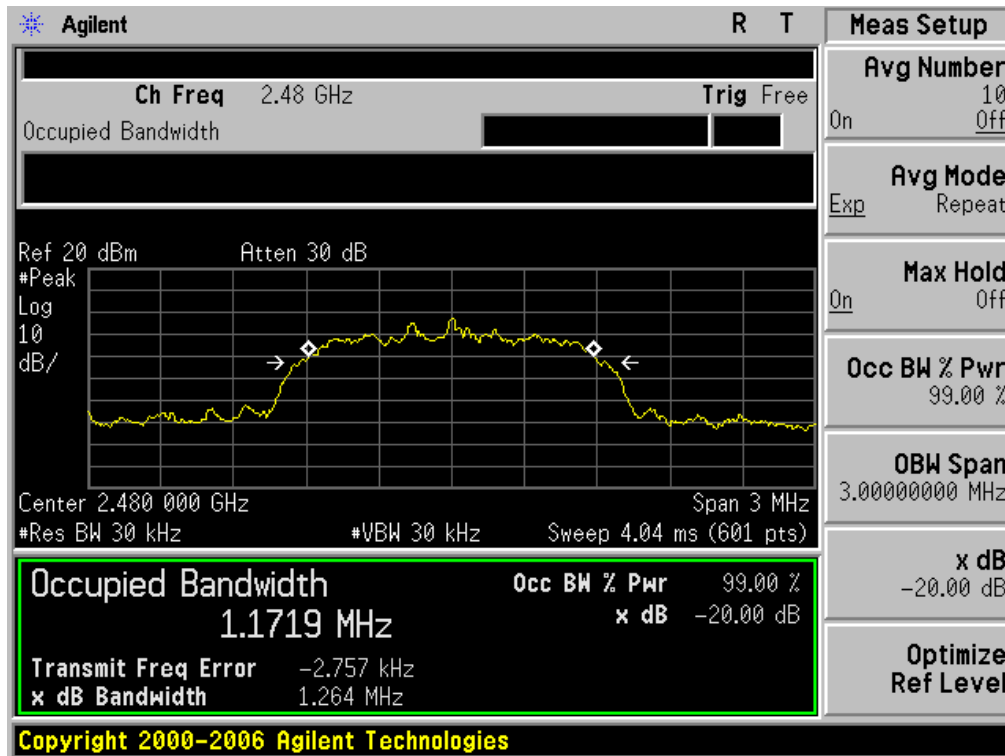 Agilent R T
Ch Freq 2.48 GHz Trig Free
Occupied Bandwidth
Ref 20 dBm Atten 30 dB
#Peak
Log
10
dB/
Center 2.480 000 GHz Span 3 MHz
#Res BW 30 kHz #VBW 30 kHz Sweep 4.04 ms (601 pts)
Occupied Bandwidth
1.1719 MHz
Occ BW % Pwr 99.00 %
x dB -20.00 dB
Transmit Freq Error -2.757 kHz
x dB Bandwidth 1.264 MHz
Copyright 2000-2006 Agilent Technologies
Meas Setup
Avg Number
10
On Off
Avg Mode
Exp Repeat
Max Hold
On Off
Occ BW % Pwr
99.00 %
OBW Span
3.00000000 MHz
x dB
-20.00 dB
Optimize
Ref Level